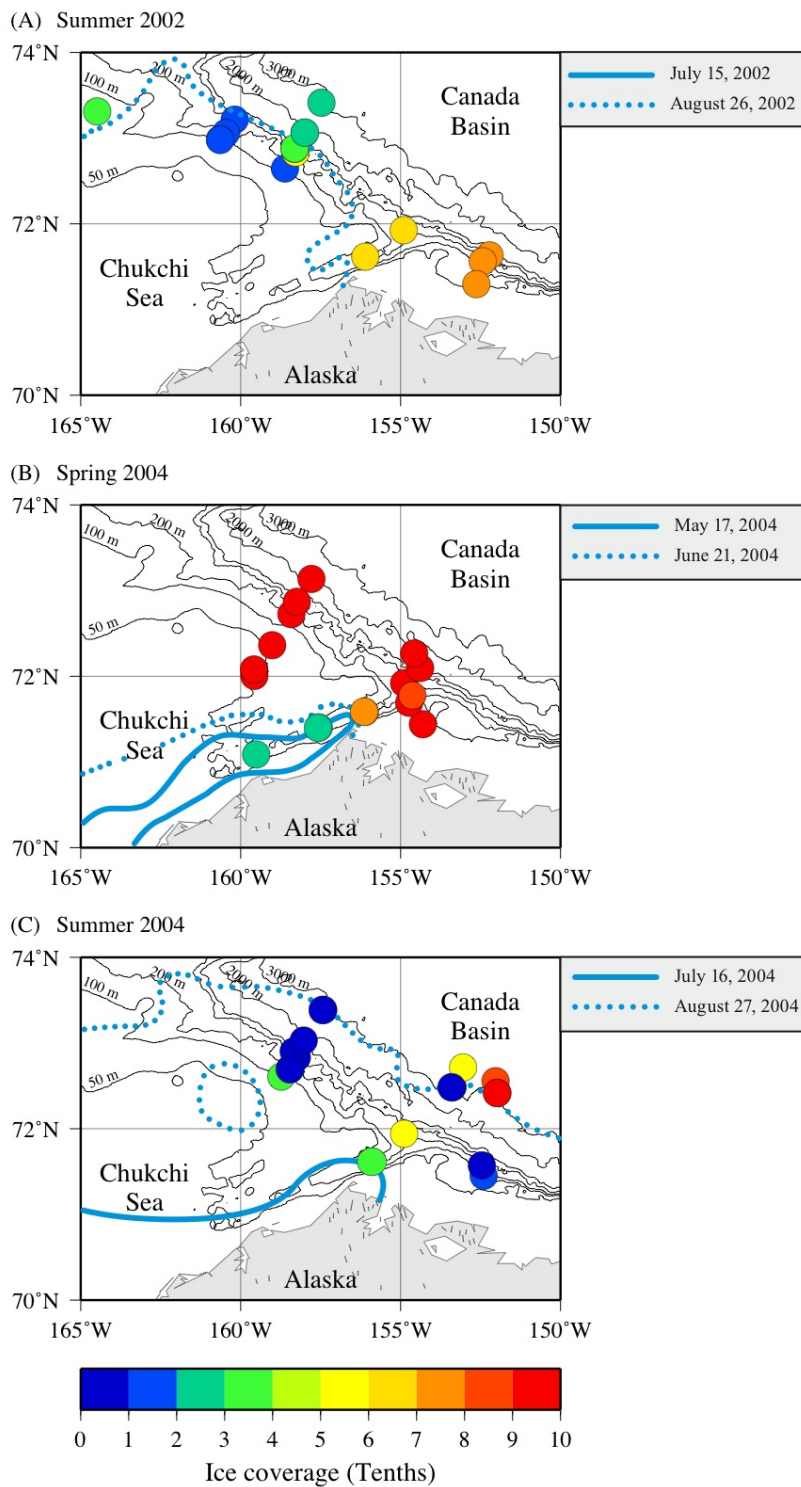 (A) Summer 2002
74˚N
100 m
200 m
2000 m
3000 m
Canada
Basin
July 15, 2002
August 26, 2002
50 m
72˚N
Chukchi
Sea
Alaska
70˚N
165˚W 160˚W 155˚W 150˚W
(B) Spring 2004
74˚N
100 m
200 m
2000 m
3000 m
Canada
Basin
May 17, 2004
June 21, 2004
50 m
72˚N
Chukchi
Sea
Alaska
70˚N
165˚W 160˚W 155˚W 150˚W
(C) Summer 2004
74˚N
100 m
200 m
2000 m
3000 m
Canada
Basin
July 16, 2004
August 27, 2004
50 m
72˚N
Chukchi
Sea
Alaska
70˚N
165˚W 160˚W 155˚W 150˚W
0 1 2 3 4 5 6 7 8 9 10
Ice coverage (Tenths)